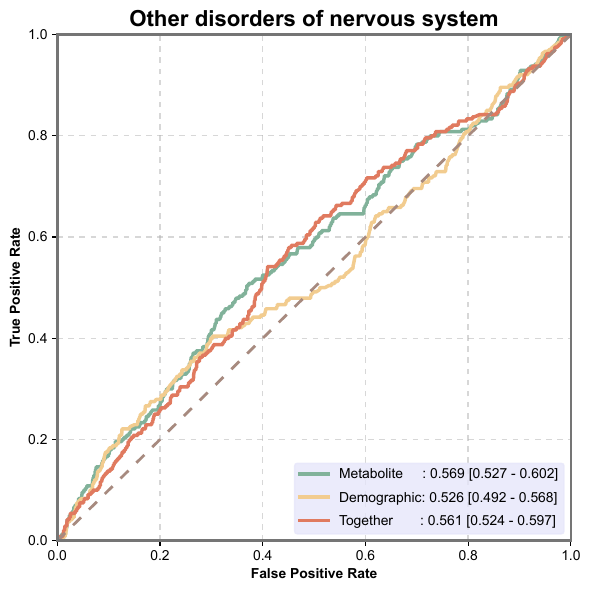 Other disorders of nervous system
True Positive Rate
1.0
0.8
0.6
0.4
0.2
0.0
Metabolite : 0.569 [0.527 - 0.602]
Demographic: 0.526 [0.492 - 0.568]
Together : 0.561 [0.524 - 0.597]
0.0 0.2 0.4 0.6 0.8 1.0
False Positive Rate